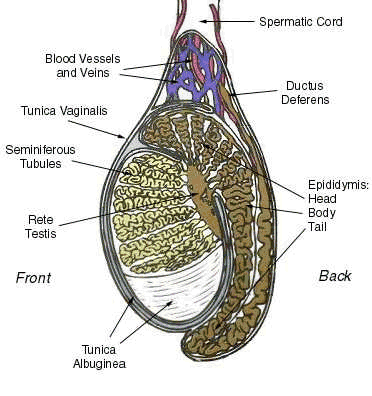 Spermatic Cord
Blood Vessels
and Veins
Ductus
Deferens
Tunica Vaginalis
Seminiferous
Tubules
Epididymis:
Head
Body
Tail
Rete
Testis
Front
Back
Tunica
Albuginea